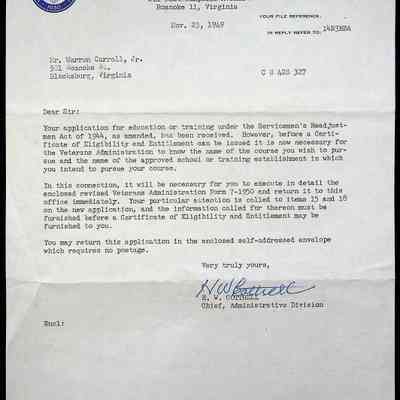 Roanoke 11, Virginia
Nov. 23, 1949
YOUR FILE REFERENCE:
IN REPLY REFER TO: 14R3HBA
1930
Mr. Warren Carroll, Jr.
501 Roanoke St.
Blacksburg, Virginia
C 8 428 327
Dear Sir:
Your application for education or training under the Servicemen's Readjust-
ment Act of 1944, as amended, has been received. However, before a Certi-
ficate of Eligibility and Entitlement can be issued it is now necessary for
the Veterans Administration to know the name of the course you wish to pur-
sue and the name of the approved school or training establishment in which
you intend to pursue your course.
In this connection, it will be necessary for you to execute in detail the
enclosed revised Veterans Administration Form 7-1950 and return it to this
office immediately. Your particular attention is called to items 15 and 18
on the new application, and the information called for thereon must be
furnished before a Certificate of Eligibility and Entitlement may be
furnished to you.
You may return this application in the enclosed self-addressed envelope
which requires no postage.
Very truly yours,
HW Cottrell
H. W. COTTRELL
Chief, Administrative Division
Encl: